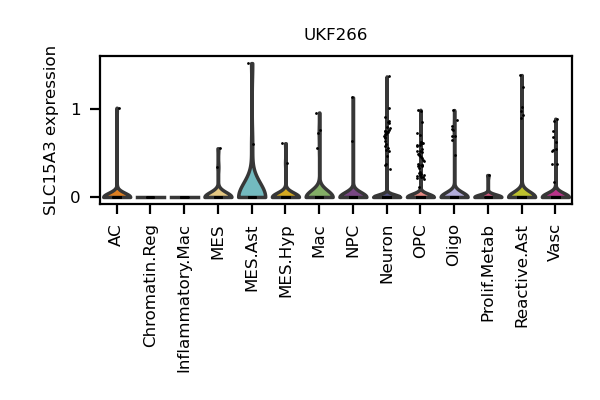 UKF266
SLC15A3 expression
1
0
AC
Chromatin.Reg
Inflammatory.Mac
MES
MES.Ast
MES.Hyp
Mac
NPC
Neuron
OPC
Oligo
Prolif.Metab
Reactive.Ast
Vasc